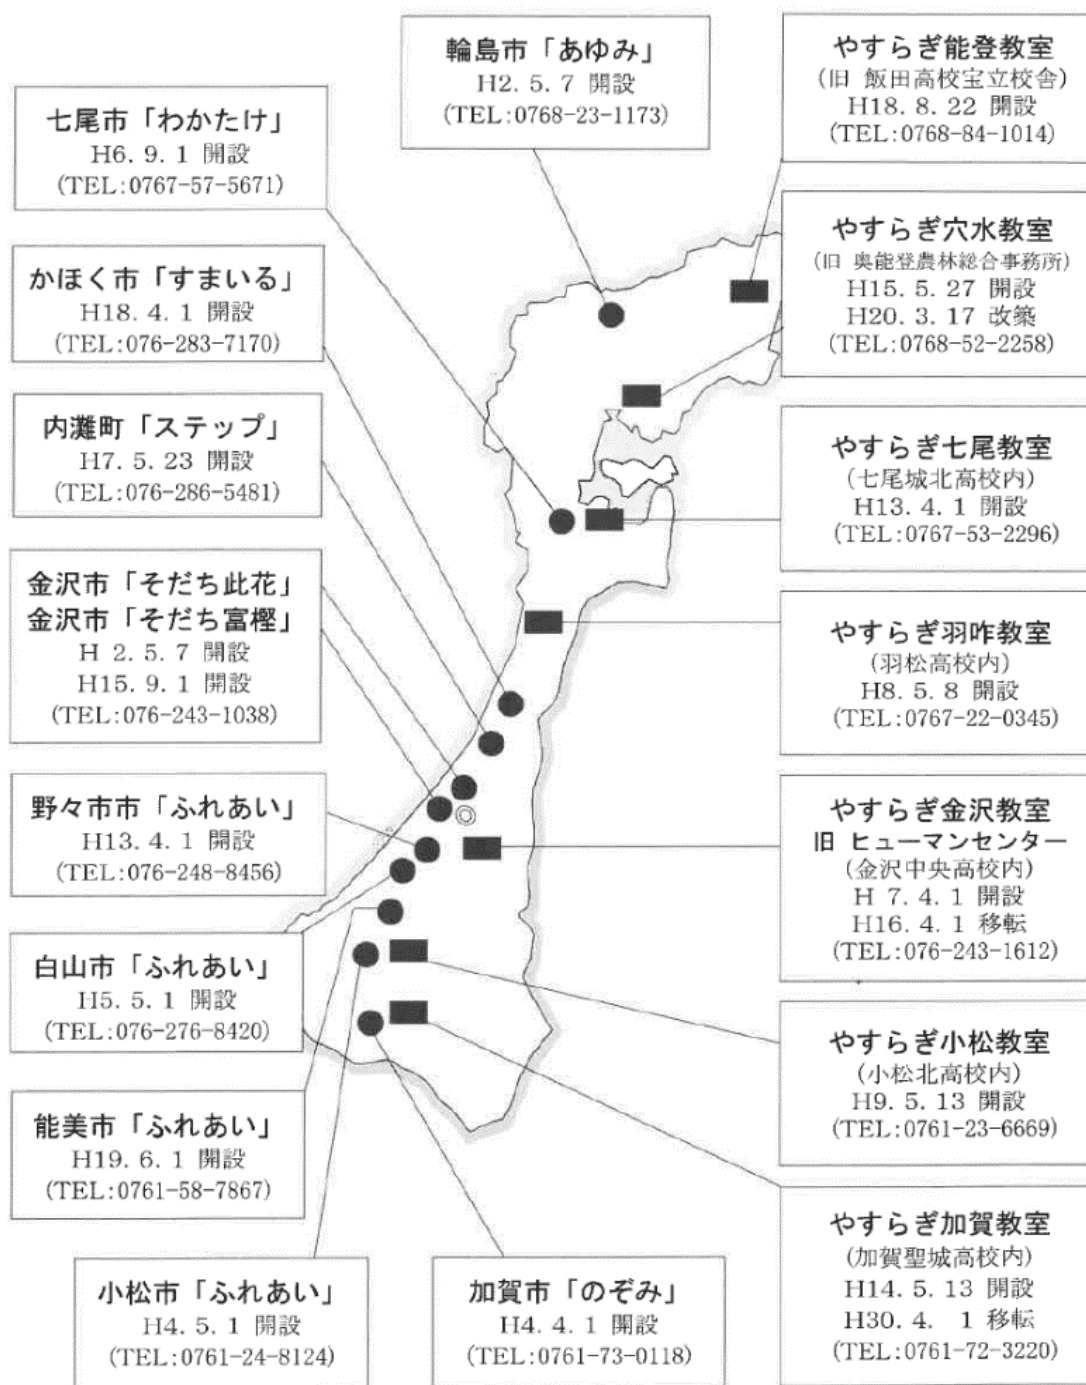 輪島市「あゆみ」
H2. 5. 7 開設
(TEL:0768-23-1173)
やすらぎ能登教室
(旧 飯田高校宝立校舎)
H18. 8. 22 開設
(TEL:0768-84-1014)
七尾市「わかたけ」
H6. 9. 1 開設
(TEL:0767-57-5671)
やすらぎ穴水教室
(旧 奥能登農林総合事務所)
H15. 5. 27 開設
H20. 3. 17 改築
(TEL:0768-52-2258)
かほく市「すまいる」
H18. 4. 1 開設
(TEL:076-283-7170)
内灘町「ステップ」
H7. 5. 23 開設
(TEL:076-286-5481)
やすらぎ七尾教室
(七尾城北高校内)
H13. 4. 1 開設
(TEL:0767-53-2296)
金沢市「そだち此花」
金沢市「そだち富樫」
H 2. 5. 7 開設
H15. 9. 1 開設
(TEL:076-243-1038)
やすらぎ羽咋教室
(羽松高校内)
H8. 5. 8 開設
(TEL:0767-22-0345)
野々市市「ふれあい」
H13. 4. 1 開設
(TEL:076-248-8456)
やすらぎ金沢教室
旧 ヒューマンセンター
(金沢中央高校内)
H 7. 4. 1 開設
H16. 4. 1 移転
(TEL:076-243-1612)
白山市「ふれあい」
H5. 5. 1 開設
(TEL:076-276-8420)
やすらぎ小松教室
(小松北高校内)
H9. 5. 13 開設
(TEL:0761-23-6669)
能美市「ふれあい」
H19. 6. 1 開設
(TEL:0761-58-7867)
やすらぎ加賀教室
(加賀聖城高校内)
H14. 5. 13 開設
H30. 4. 1 移転
(TEL:0761-72-3220)
小松市「ふれあい」
H4. 5. 1 開設
(TEL:0761-24-8124)
加賀市「のぞみ」
H4. 4. 1 開設
(TEL:0761-73-0118)